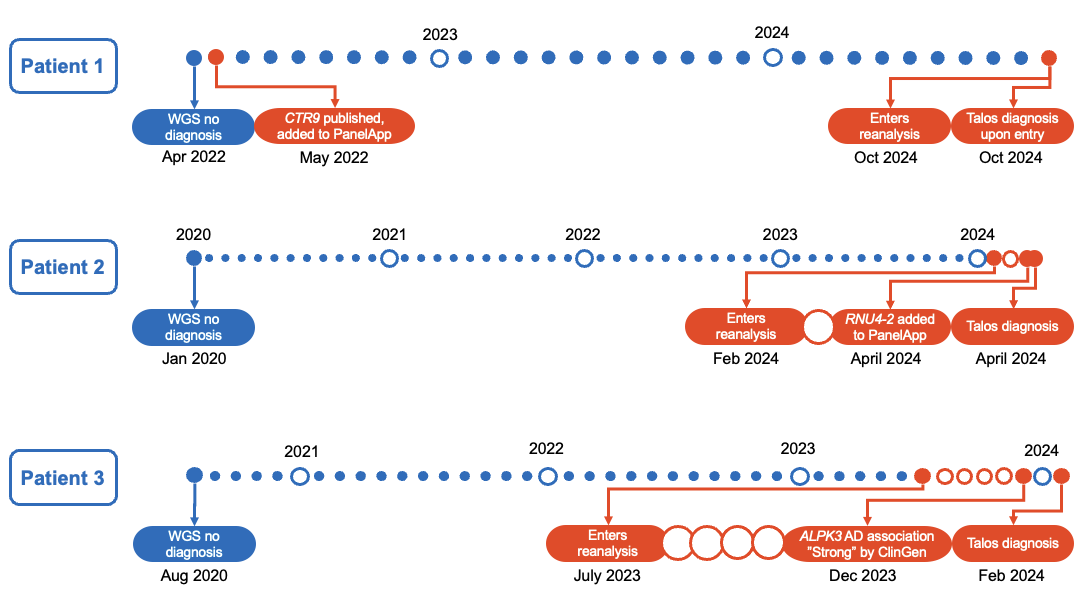 2023
2024
Patient 1
WGS no
diagnosis
CTR9 published,
added to PanelApp
Enters
reanalysis
Talos diagnosis
upon entry
Apr 2022
May 2022
Oct 2024
Oct 2024
2020
2021
2022
2023
2024
Patient 2
WGS no
diagnosis
Enters
reanalysis
RNU4-2 added
to PanelApp
Talos diagnosis
Jan 2020
Feb 2024
April 2024
April 2024
2021
2022
2023
2024
Patient 3
WGS no
diagnosis
Enters
reanalysis
ALPK3 AD association
"Strong" by ClinGen
Talos diagnosis
Aug 2020
July 2023
Dec 2023
Feb 2024